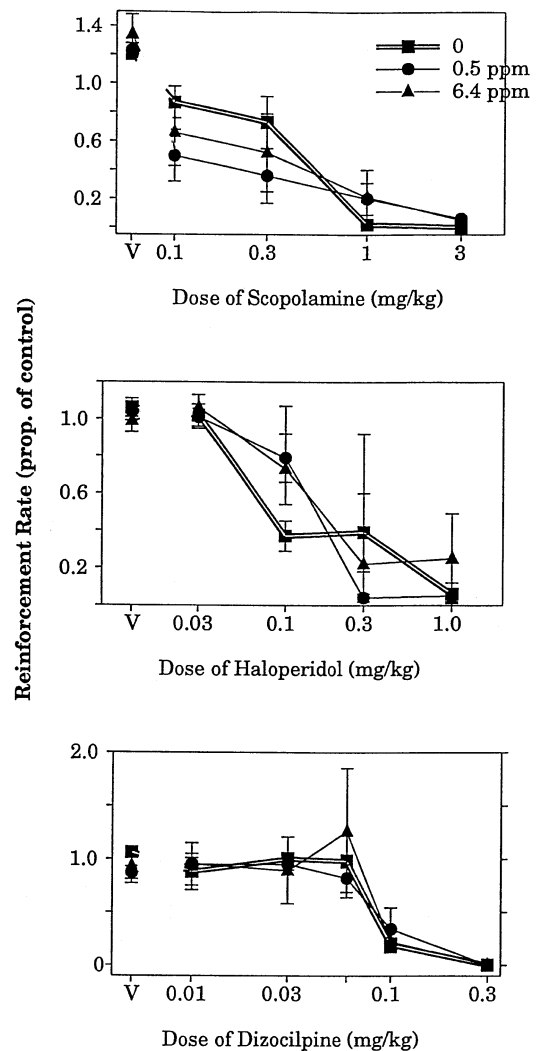 1.4
1.0
0.6
0.2
0
0.5 ppm
6.4 ppm
V 0.1 0.3 1 3
Dose of Scopolamine (mg/kg)
Reinforcement Rate (prop. of control)
1.0
0.6
0.2
V 0.03 0.1 0.3 1.0
Dose of Haloperidol (mg/kg)
2.0
1.0
0
V 0.01 0.03 0.1 0.3
Dose of Dizocilpine (mg/kg)